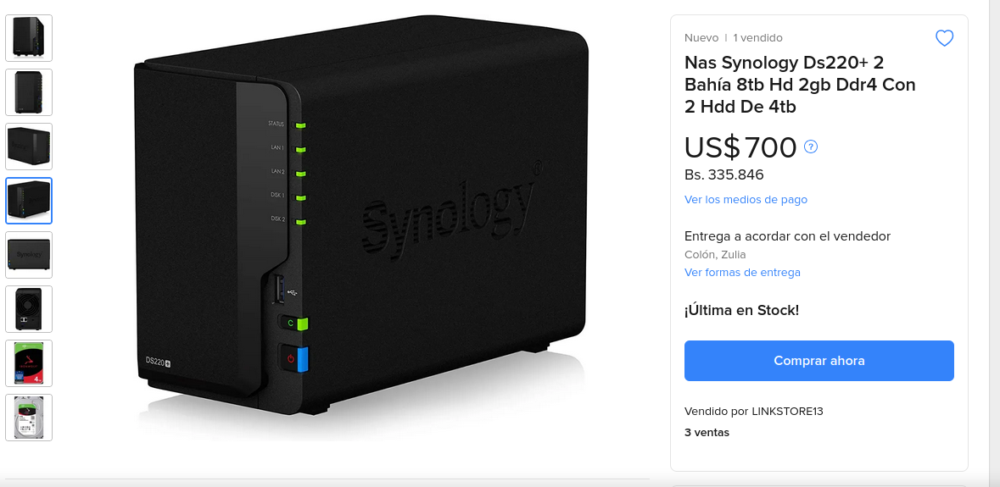 Nuevo | 1 vendido
Nas Synology Ds220+ 2
Bahía 8tb Hd 2gb Ddr4 Con
2 Hdd De 4tb
US$ 700 ?
Bs. 335.846
Ver los medios de pago
Entrega a acordar con el vendedor
Colón, Zulia
Ver formas de entrega
¡Última en Stock!
Comprar ahora
Vendido por LINKSTORE13
3 ventas
STATUS
LAN 1
LAN 2
DISK 1
DISK 2
Synology®
C
DS220+